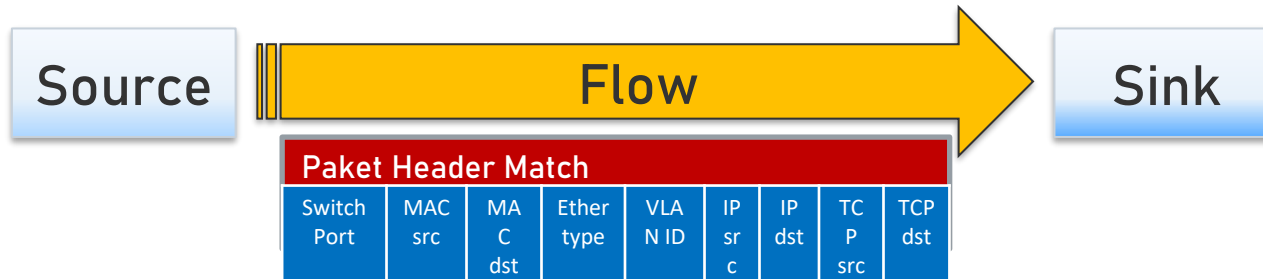 Source
Flow
Sink
Paket Header Match
Switch
Port
MAC
src
MA
C
dst
Ether
type
VLA
N ID
IP
sr
c
IP
dst
TC
P
src
TCP
dst